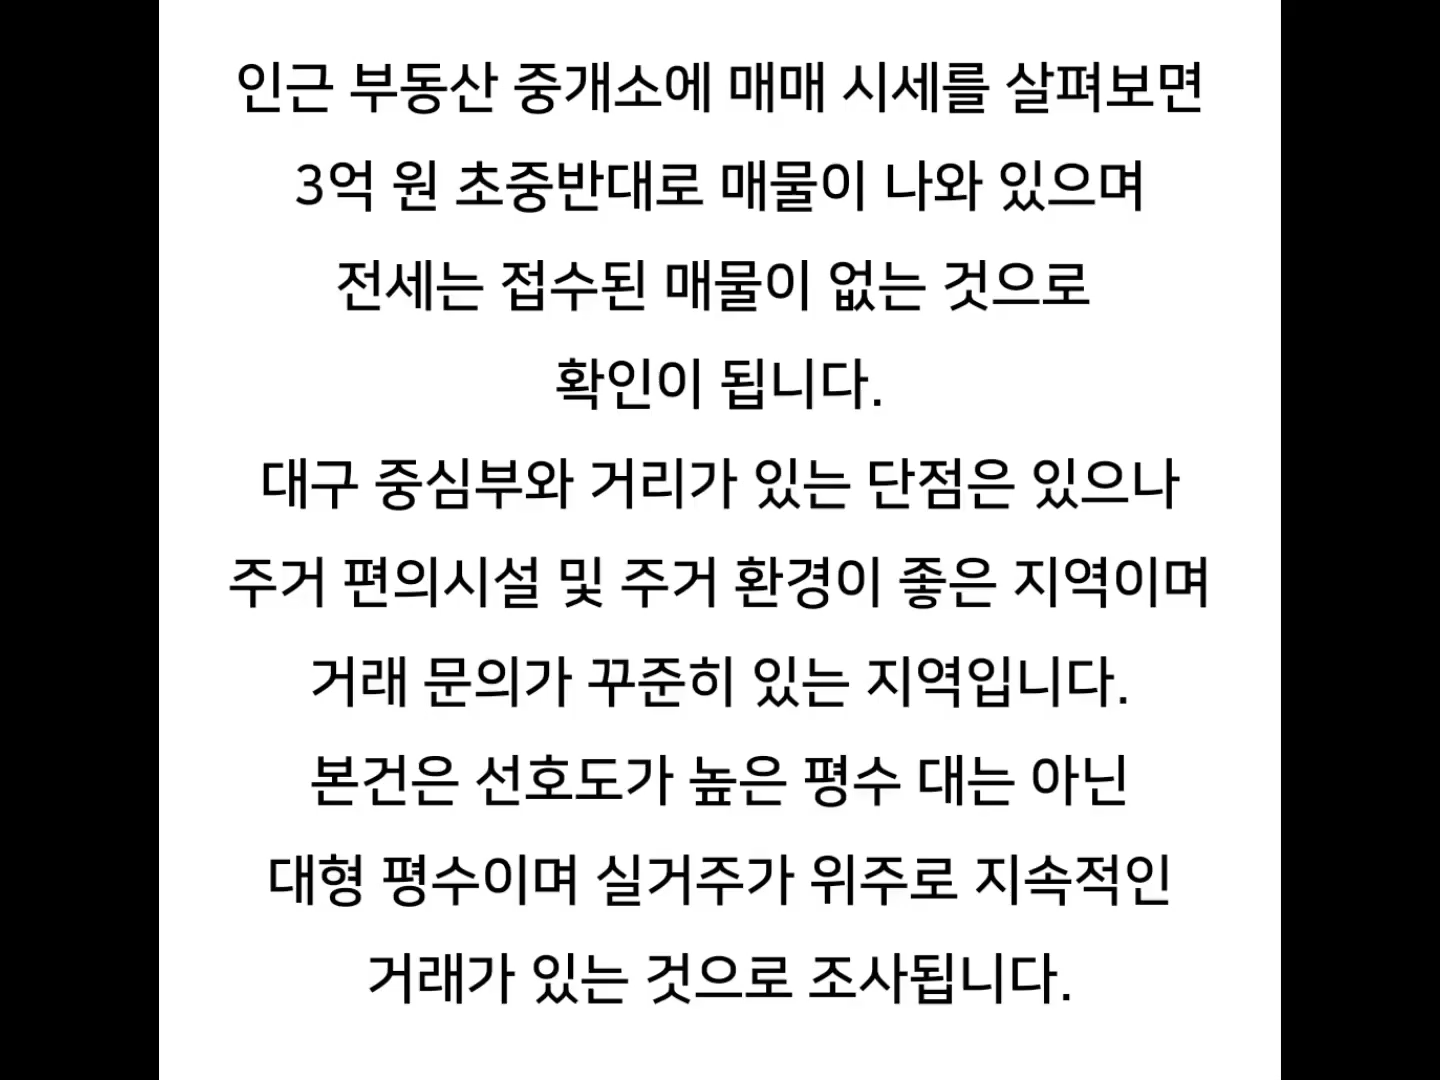 인근 부동산 중개소에 매매 시세를 살펴보면
3억 원 초중반대로 매물이 나와 있으며
전세는 접수된 매물이 없는 것으로
확인이 됩니다.
대구 중심부와 거리가 있는 단점은 있으나
주거 편의시설 및 주거 환경이 좋은 지역이며
거래 문의가 꾸준히 있는 지역입니다.
본건은 선호도가 높은 평수 대는 아닌
대형 평수이며 실거주가 위주로 지속적인
거래가 있는 것으로 조사됩니다.